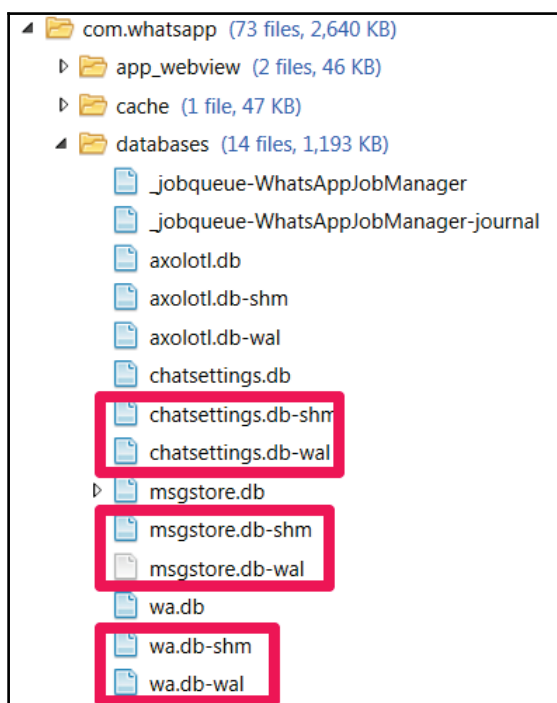 com.whatsapp (73 files, 2,640 KB)
app_webview (2 files, 46 KB)
cache (1 file, 47 KB)
databases (14 files, 1,193 KB)
_jobqueue-WhatsAppJobManager
_jobqueue-WhatsAppJobManager-journal
axolotl.db
axolotl.db-shm
axolotl.db-wal
chatsettings.db
chatsettings.db-shm
chatsettings.db-wal
msgstore.db
msgstore.db-shm
msgstore.db-wal
wa.db
wa.db-shm
wa.db-wal